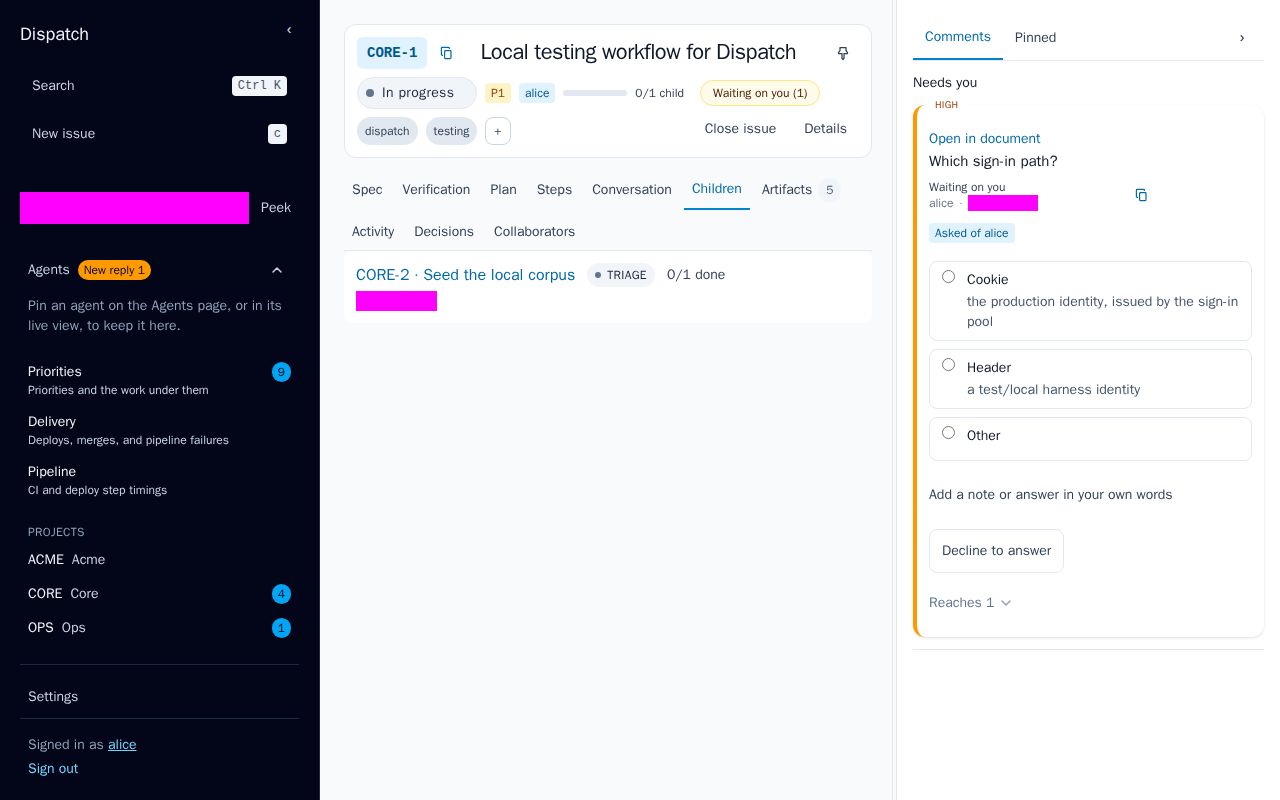 Dispatch
‹
Search
Ctrl K
New issue
C
Peek
Agents
New reply 1
Pin an agent on the Agents page, or in its
live view, to keep it here.
Priorities
9
Priorities and the work under them
Delivery
Deploys, merges, and pipeline failures
Pipeline
CI and deploy step timings
PROJECTS
ACME Acme
CORE Core
4
OPS Ops
1
Settings
Signed in as alice
Sign out
CORE-1
Local testing workflow for Dispatch
In progress
P1
alice
0/1 child
Waiting on you (1)
dispatch
testing
+
Close issue
Details
Spec
Verification
Plan
Steps
Conversation
Children
Artifacts 5
Activity
Decisions
Collaborators
CORE-2 · Seed the local corpus
TRIAGE
0/1 done
Comments
Pinned
›
Needs you
HIGH
Open in document
Which sign-in path?
Waiting on you
alice ·
Asked of alice
Cookie
the production identity, issued by the sign-in
pool
Header
a test/local harness identity
Other
Add a note or answer in your own words
Decline to answer
Reaches 1